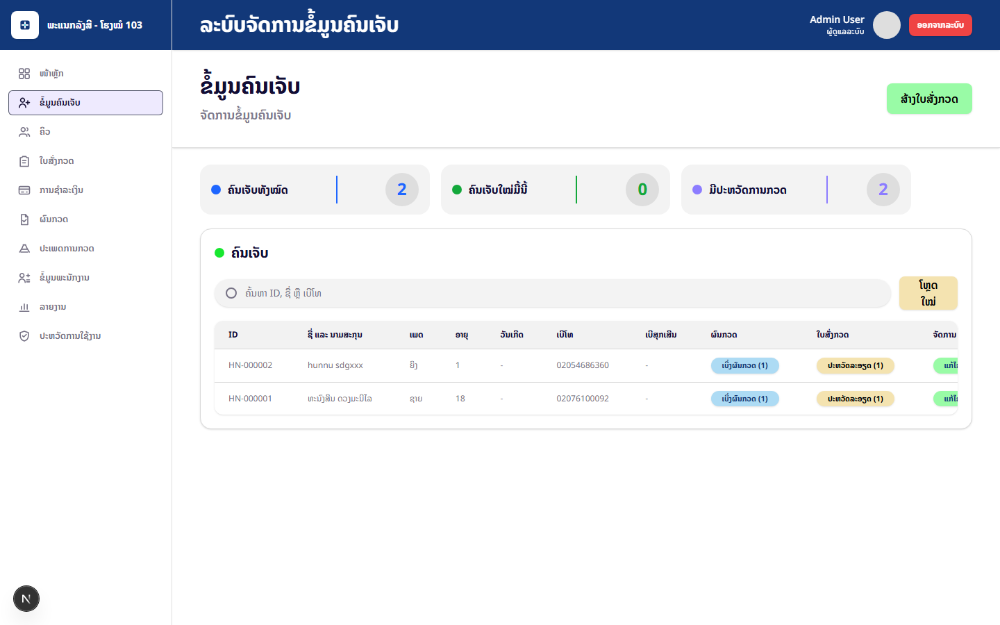 ພະແນກລັງສີ - ໂຮງໝໍ 103
ລະບົບຈັດການຂໍ້ມູນຄົນເຈັບ
Admin User
ຜູ້ດູແລລະບົບ
ອອກຈາກລະບົບ
ໜ້າຫຼັກ
ຂໍ້ມູນຄົນເຈັບ
ຄິວ
ໃບສັ່ງກວດ
ການຊຳລະເງິນ
ຜົນກວດ
ປະເພດການກວດ
ຂໍ້ມູນພະນັກງານ
ລາຍງານ
ປະຫວັດການໃຊ້ງານ
ຂໍ້ມູນຄົນເຈັບ
ຈັດການຂໍ້ມູນຄົນເຈັບ
ສ້າງໃບສັ່ງກວດ
ຄົນເຈັບທັງໝົດ 2
ຄົນເຈັບໃໝ່ມື້ນີ້ 0
ມີປະຫວັດການກວດ 2
ຄົນເຈັບ
ຄົ້ນຫາ ID, ຊື່ ຫຼື ເບີໂທ
ໂຫຼດ
ໃໝ່
ID ຊື່ ແລະ ນາມສະກຸນ ເພດ ອາຍຸ ວັນເກີດ ເບີໂທ ເບີສຸກເສີນ ຜົນກວດ ໃບສັ່ງກວດ ຈັດການ
HN-000002 hunnu sdgxxx ຍິງ 1 - 02054686360 - ເບິ່ງຜົນກວດ (1) ປະຫວັດລະອຽດ (1)
HN-000001 ທະນົງສິນ ດວງມະນີໄລ ຊາຍ 18 - 02076100092 - ເບິ່ງຜົນກວດ (1) ປະຫວັດລະອຽດ (1)
N